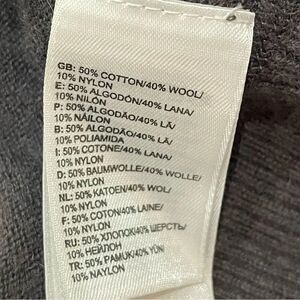 GB: 50% COTTON/40% WOOL/
10% NYLON
E: 50% ALGODÓN/40% LANA/
10% NILÓN
P: 50% ALGODÃO/40% LÃ/
10% NÁILON
B: 50% ALGODÃO/40% LÃ/
10% POLIAMIDA
I: 50% COTONE/40% LANA/
10% NYLON
D: 50% BAUMWOLLE/40% WOLLE/
10% NYLON
NL: 50% KATOEN/40% WOL/
10% NYLON
F: 50% COTON/40% LAINE/
10% NYLON
RU: 50% ХЛОПОК/40% ШЕРСТЬ/
10% НЕЙЛОН
TR: 50% PAMUK/40% YÜN/
10% NAYLON